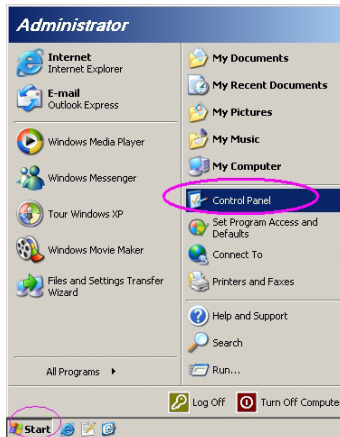 Administrator
Internet
Internet Explorer
E-mail
Outlook Express
Windows Media Player
Windows Messenger
Tour Windows XP
Windows Movie Maker
Files and Settings Transfer
Wizard
All Programs
My Documents
My Recent Documents
My Pictures
My Music
My Computer
Control Panel
Set Program Access and
Defaults
Connect To
Printers and Faxes
Help and Support
Search
Run...
Log Off
Turn Off Compute
Start